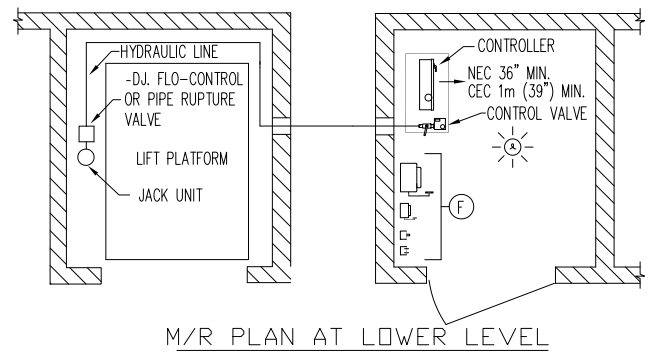 HYDRAULIC LINE
-DJ. FLO-CONTROL
OR PIPE RUPTURE
VALVE
LIFT PLATFORM
JACK UNIT
CONTROLLER
NEC 36" MIN.
CEC 1m (39") MIN.
CONTROL VALVE
F
M/R PLAN AT LOWER LEVEL